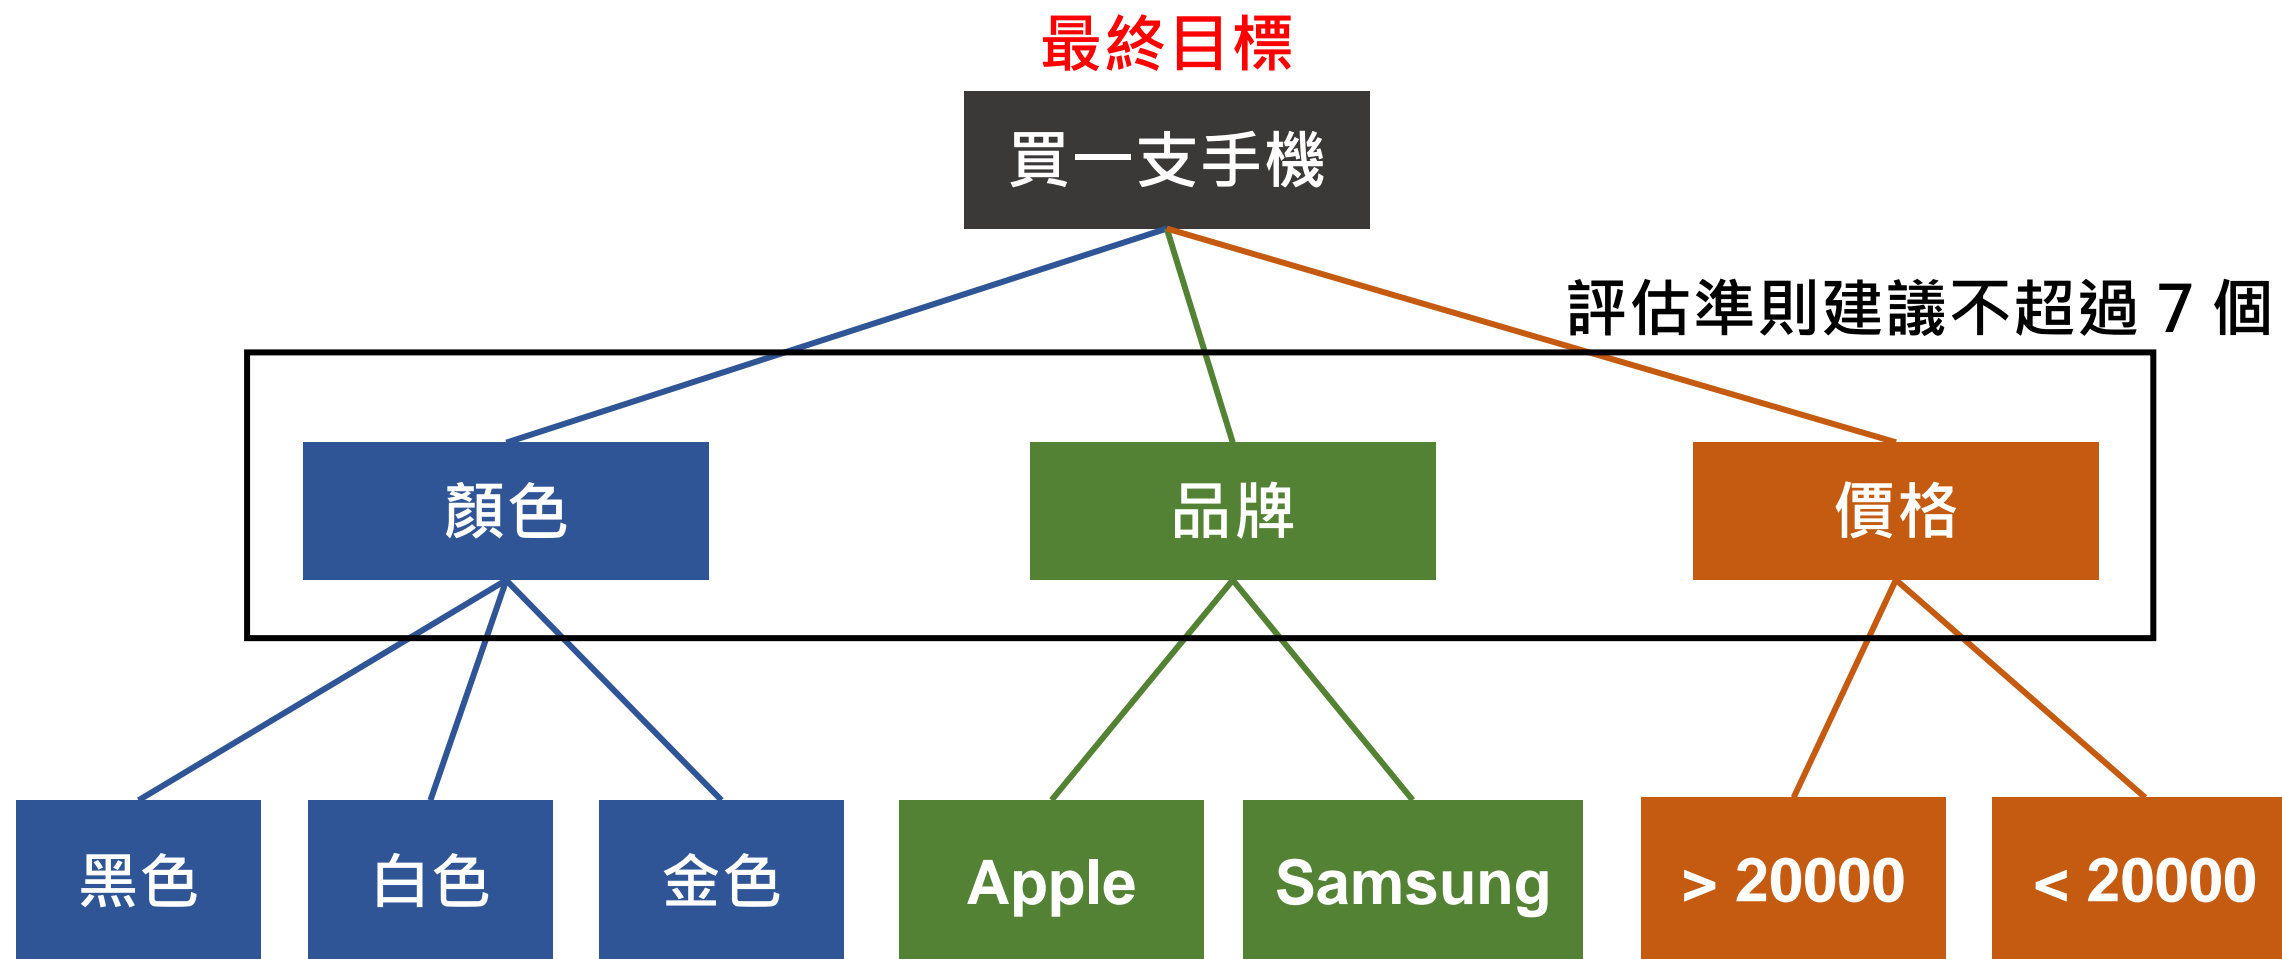 最終目標
買一支手機
評估準則建議不超過 7 個
顏色
品牌
價格
黑色
白色
金色
Apple
Samsung
> 20000
< 20000